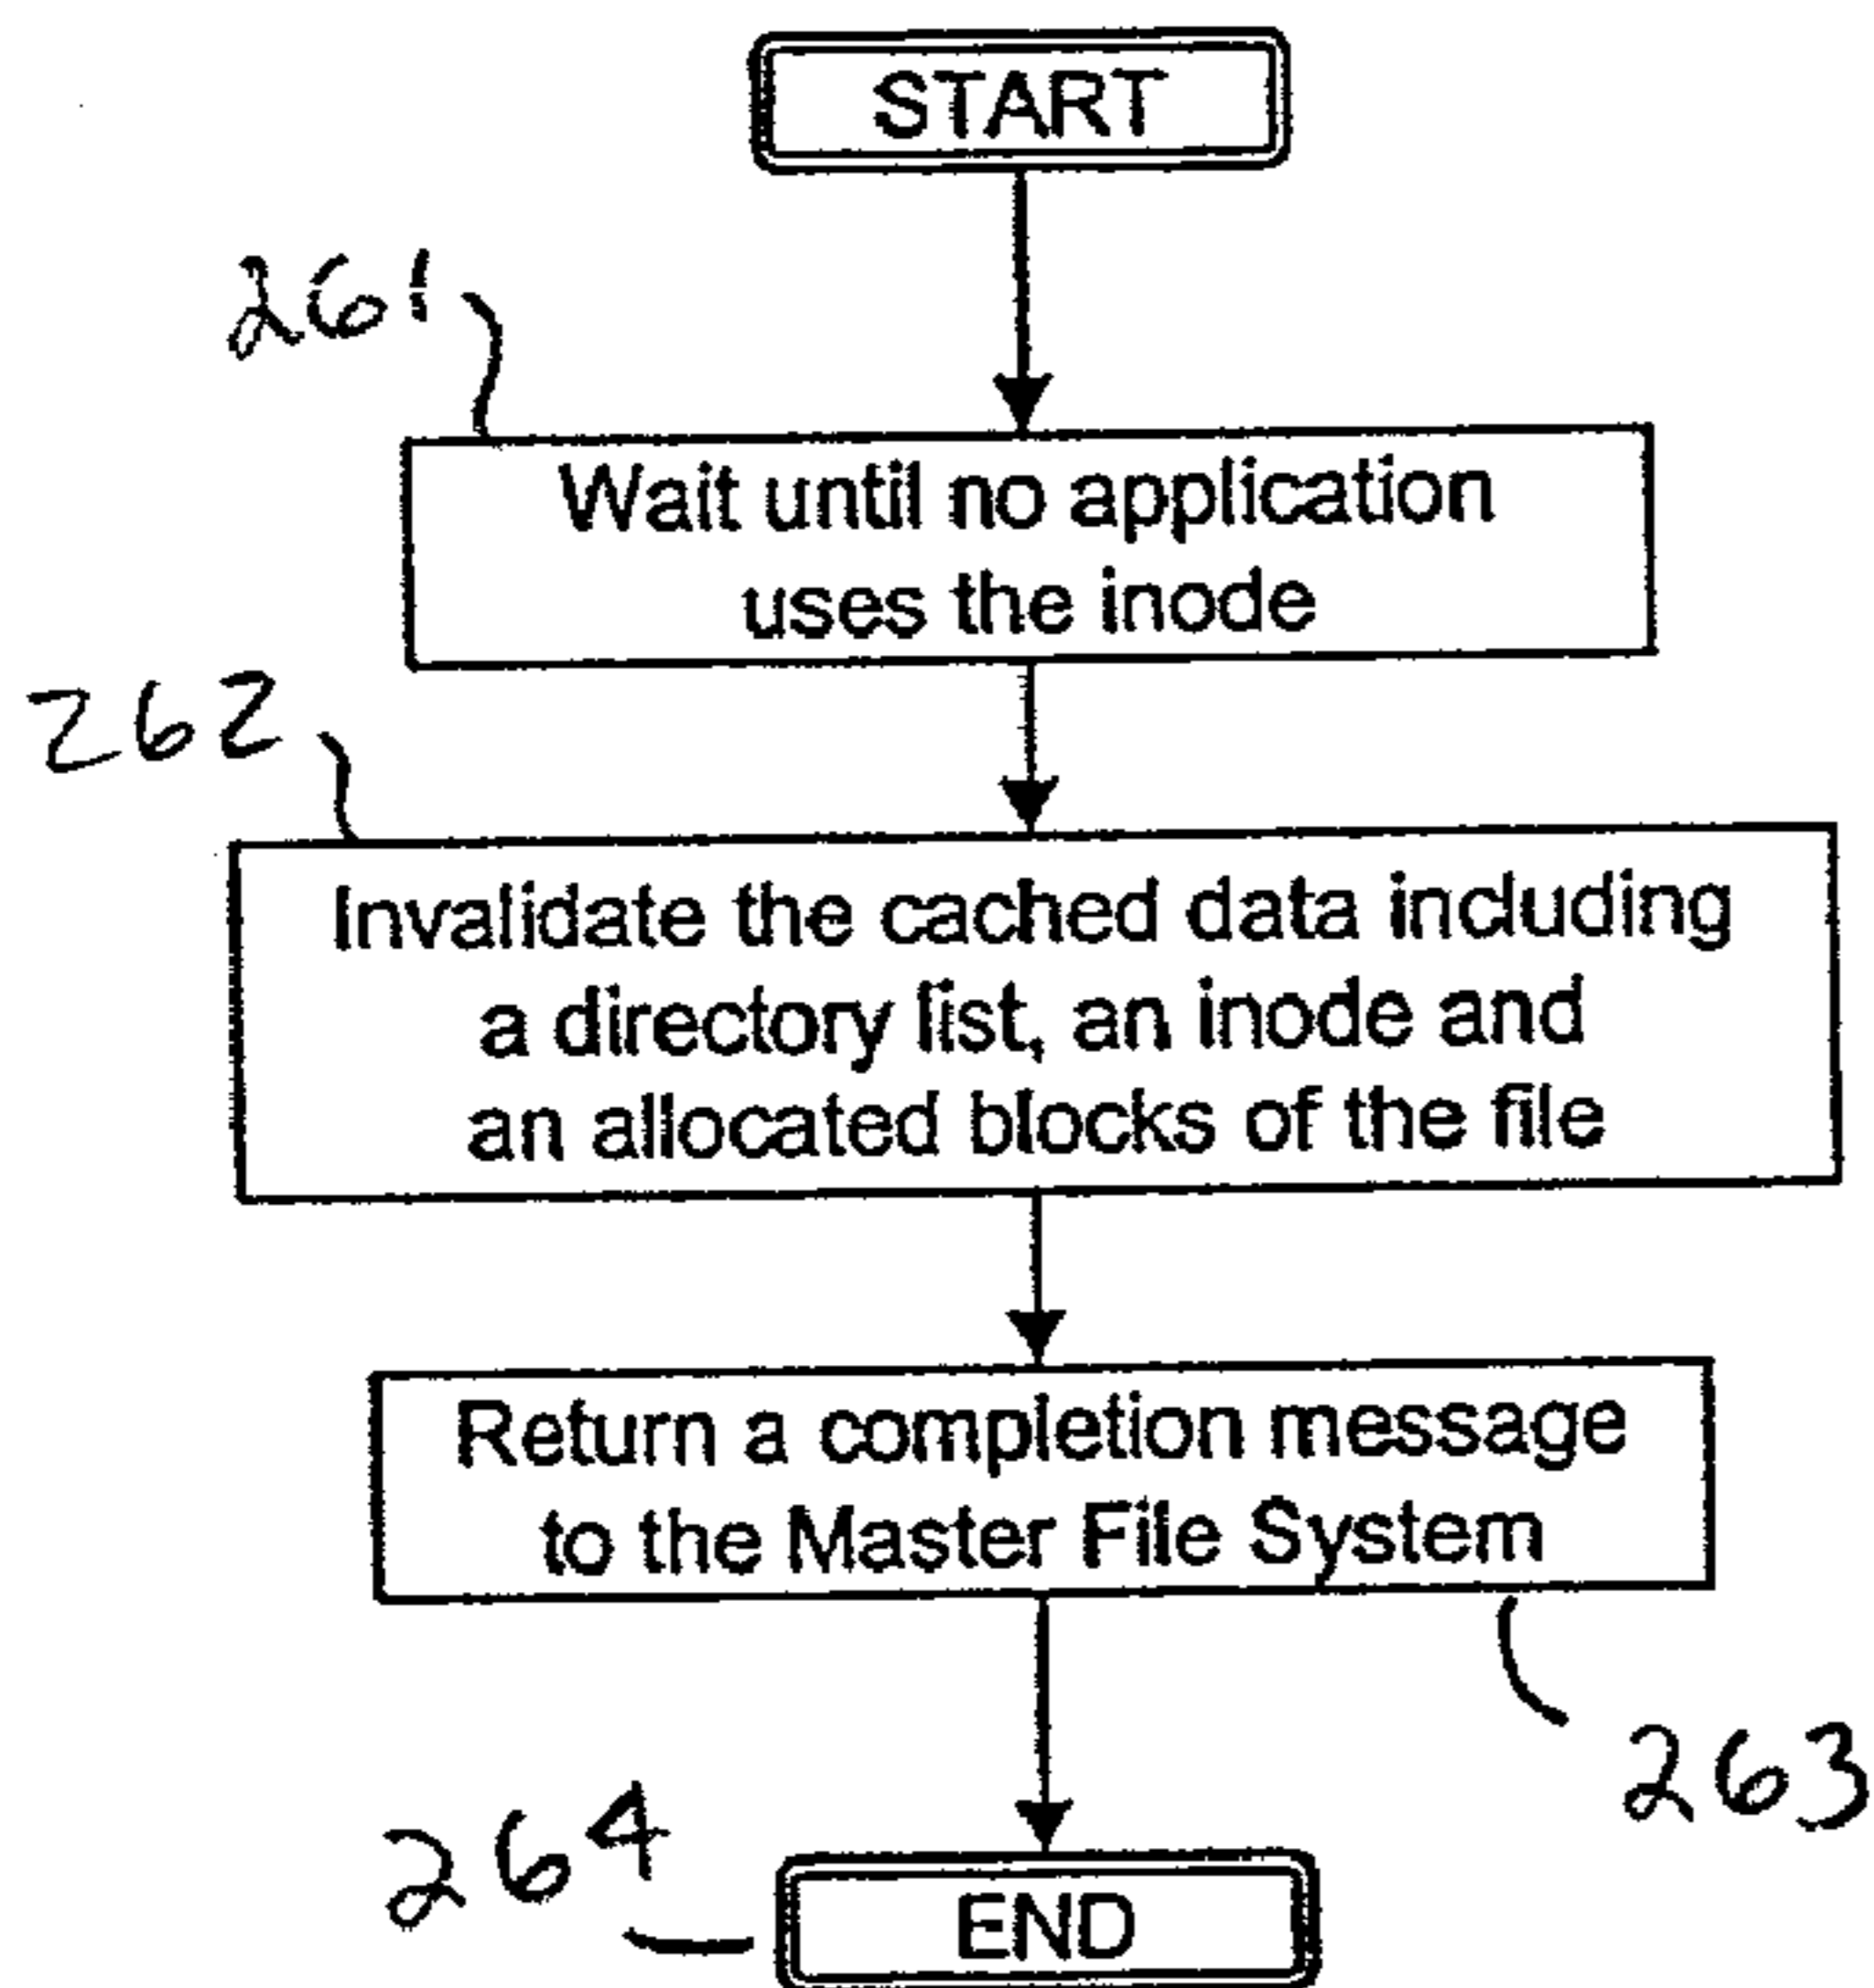 START
261
Wait until no application
uses the inode
262
Invalidate the cached data including
a directory list, an inode and
an allocated blocks of the file
Return a completion message
to the Master File System
263
264
END